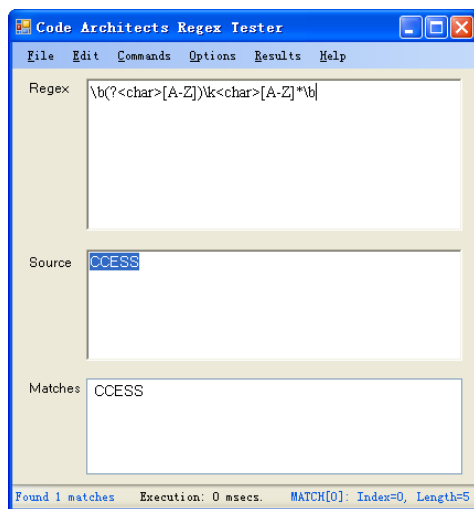 Code Architects Regex Tester
File Edit Commands Options Results Help
Regex
\b(?<char>[A-Z])\k<char>[A-Z]*\b
Source
CCESS
Matches
CCESS
Found 1 matches Execution: 0 msecs. MATCH[0]: Index=0, Length=5